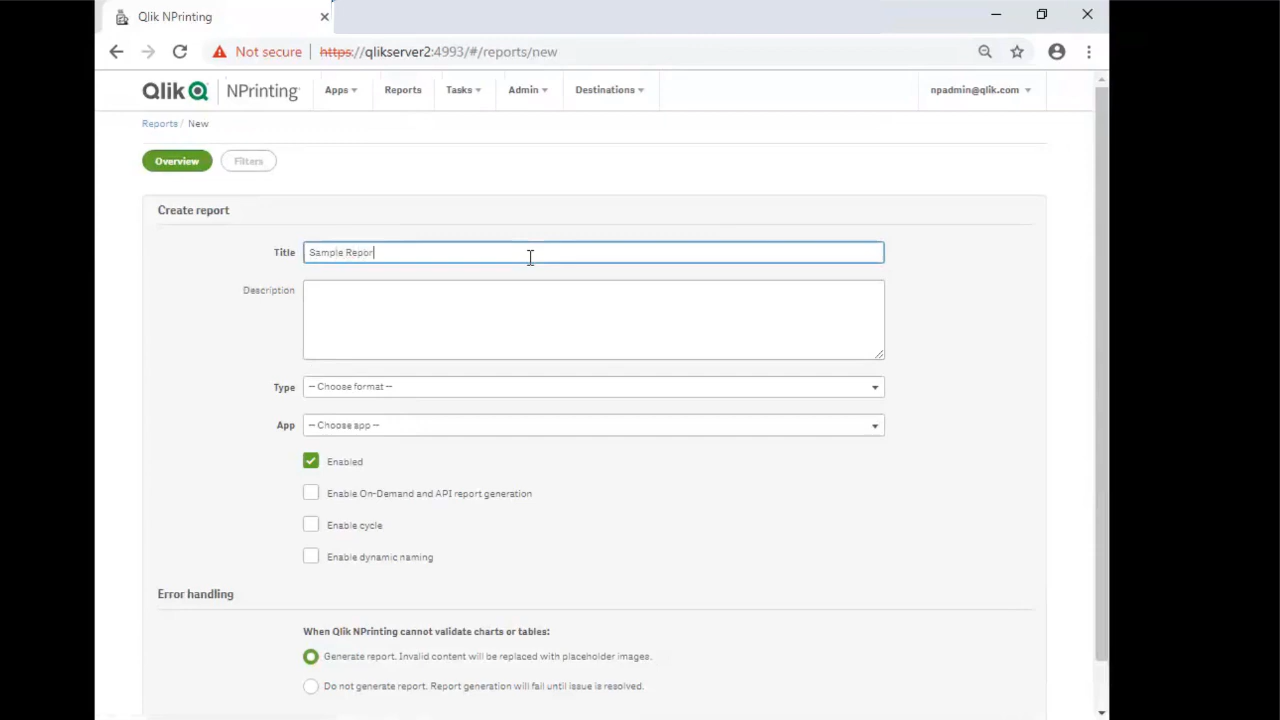 Qlik NPrinting
Not secure https://qlikserver2:4993/#/reports/new
Qlik NPrinting Apps Reports Tasks Admin Destinations npadmin@qlik.com
Reports / New
Overview Filters
Create report
Title Sample Repor
Description
Type -- Choose format --
App -- Choose app --
Enabled
Enable On-Demand and API report generation
Enable cycle
Enable dynamic naming
Error handling
When Qlik NPrinting cannot validate charts or tables:
Generate report. Invalid content will be replaced with placeholder images.
Do not generate report. Report generation will fail until issue is resolved.